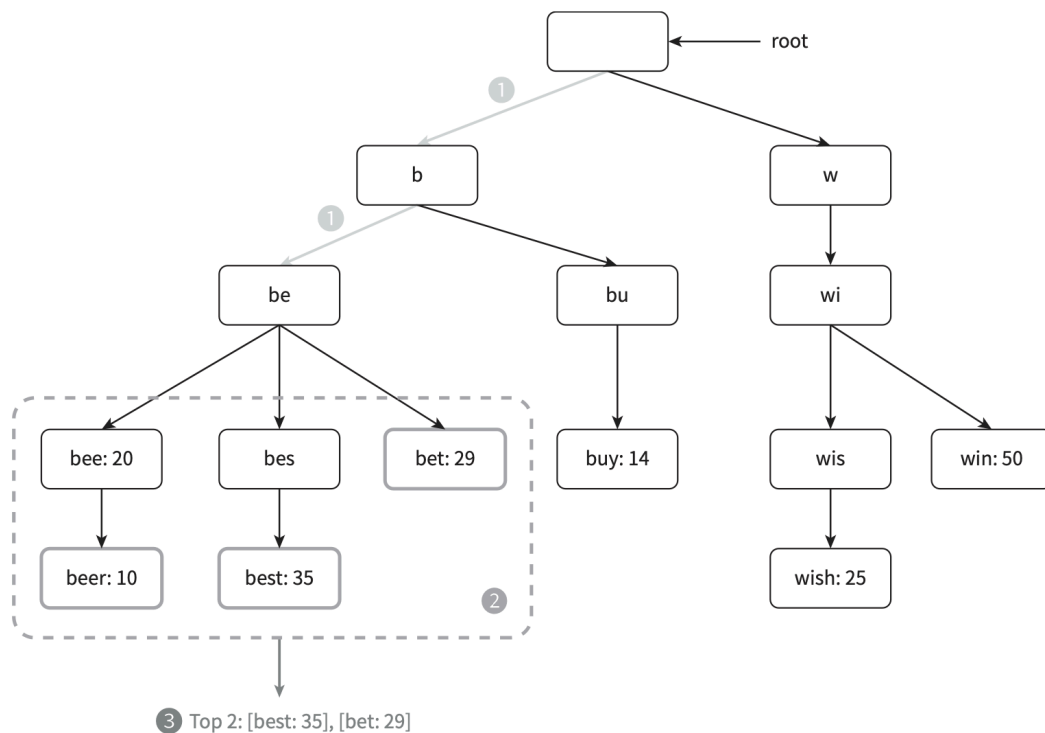 root
1
b
w
1
be
bu
wi
bee: 20
bes
bet: 29
buy: 14
wis
win: 50
beer: 10
best: 35
2
wish: 25
3 Top 2: [best: 35], [bet: 29]